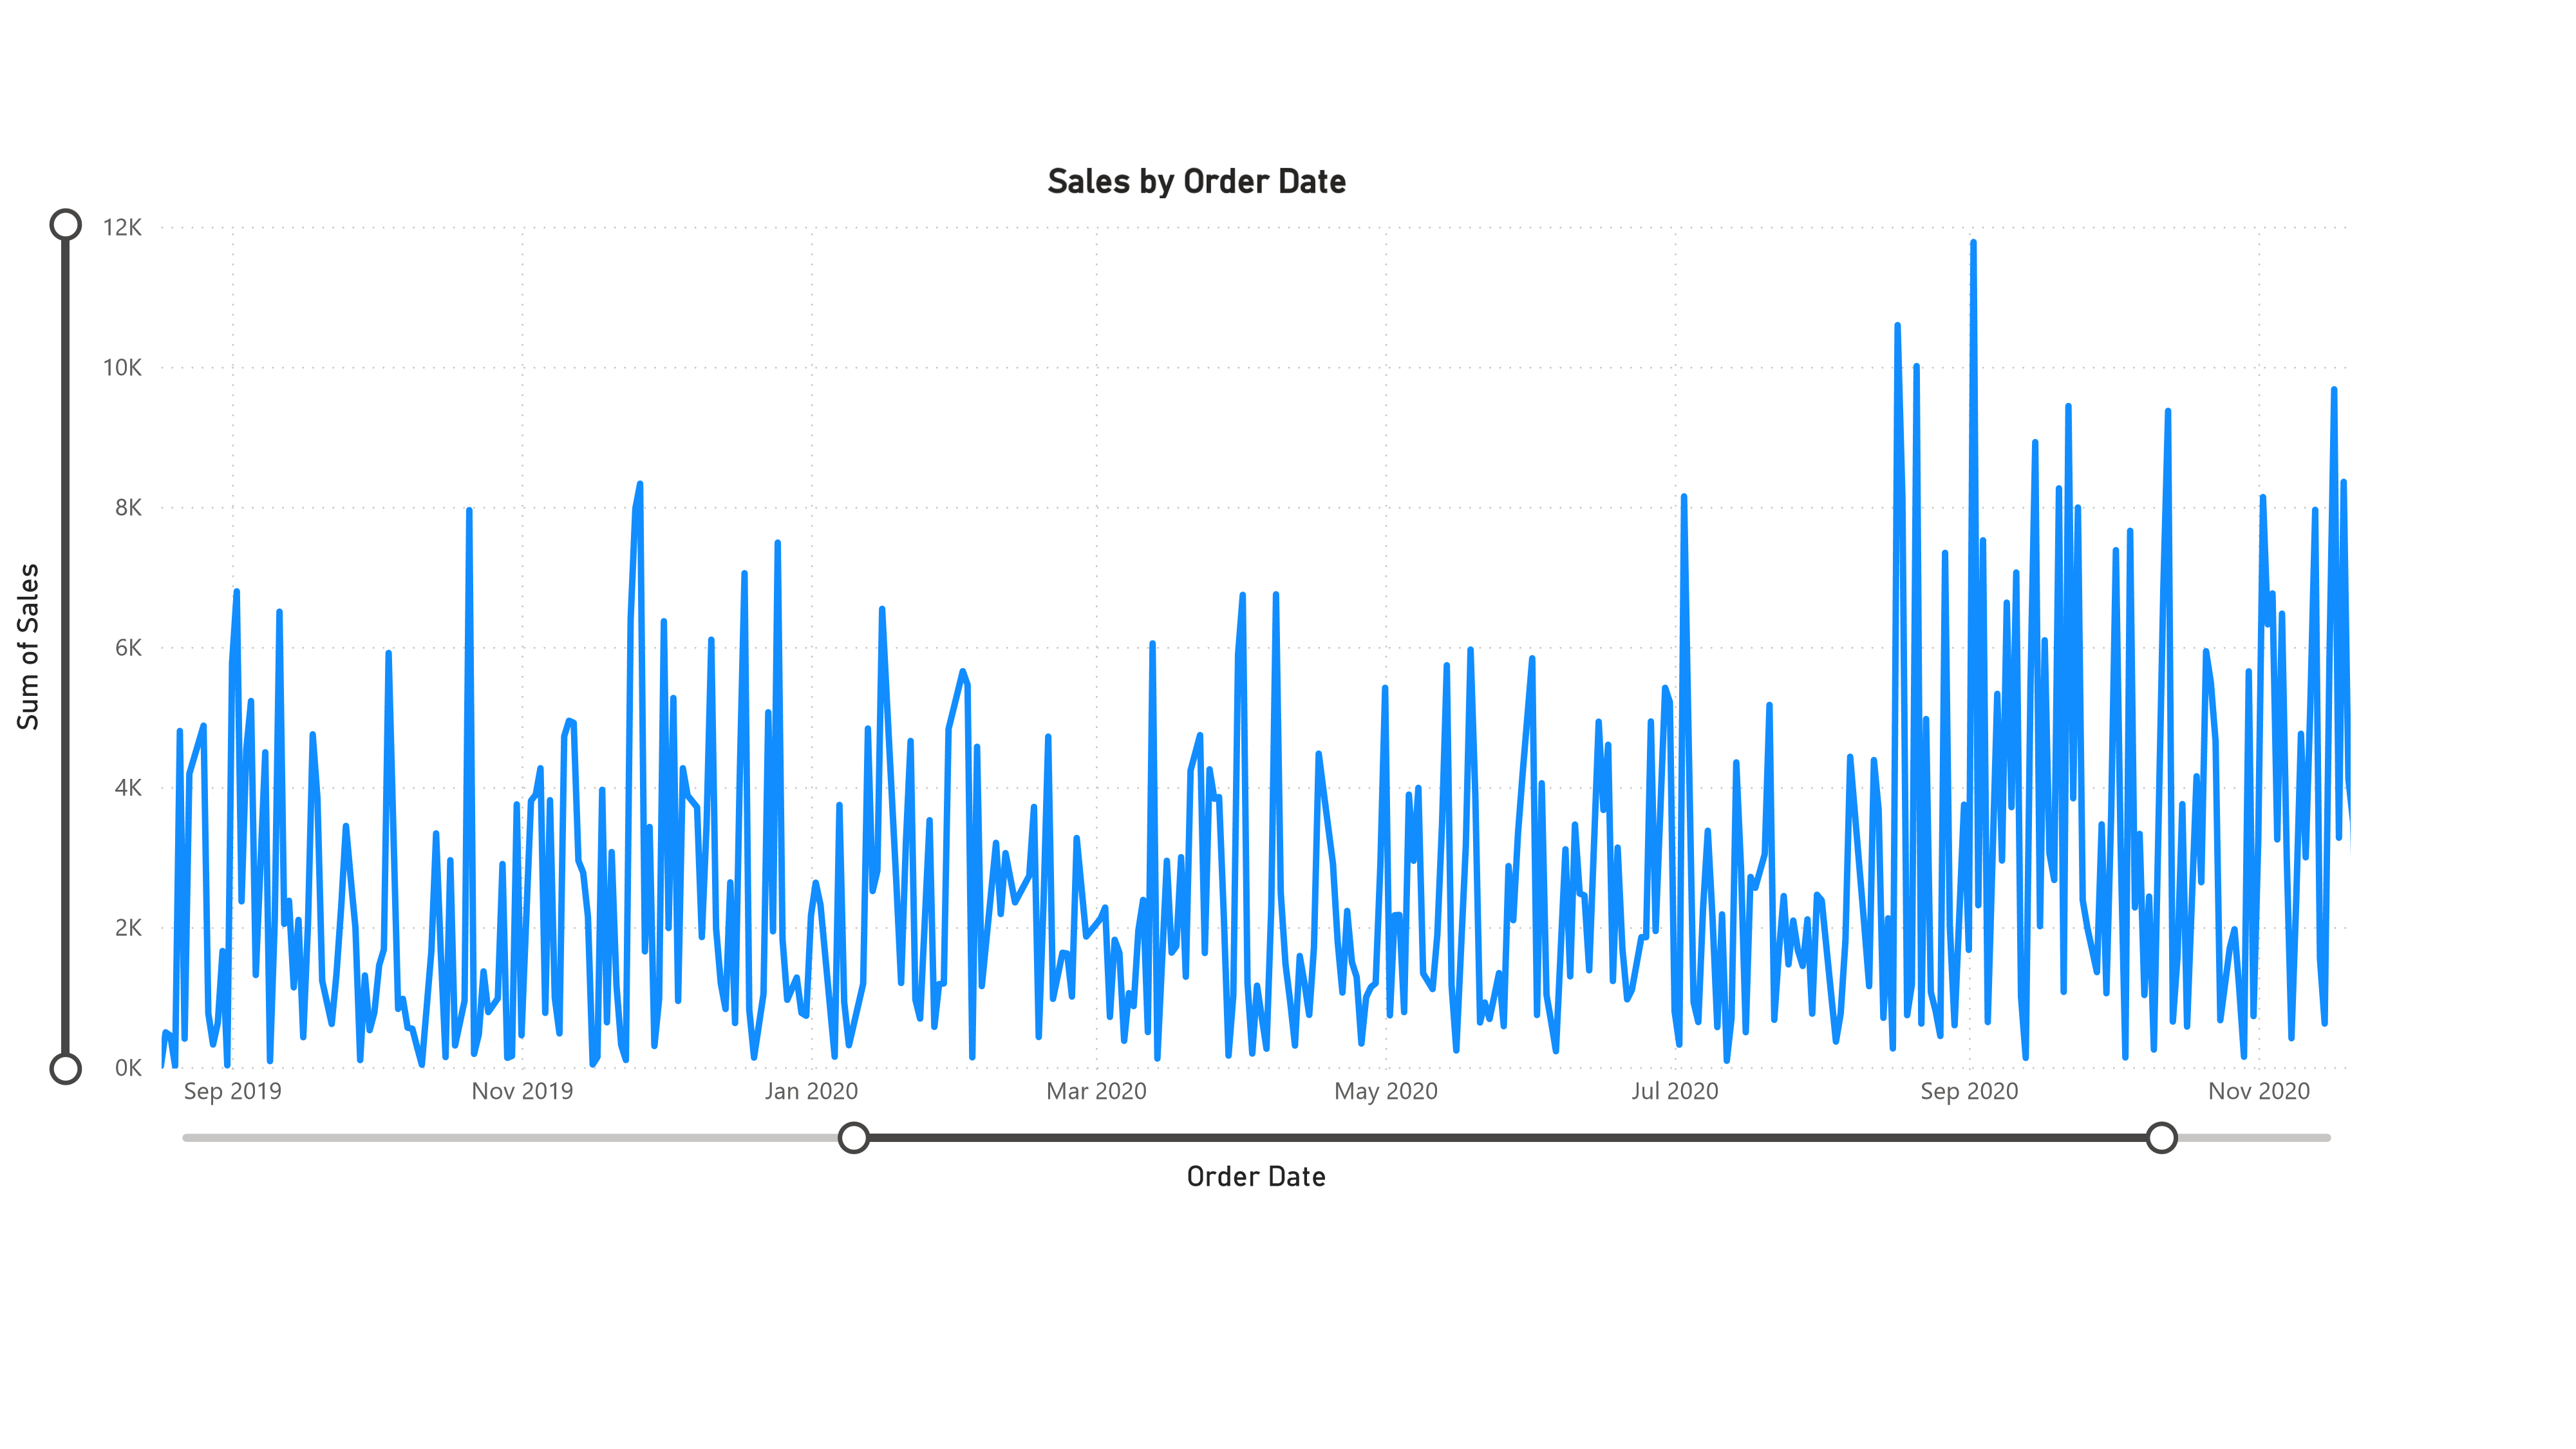 Sales by Order Date
12K
10K
8K
6K
4K
2K
0K
Sum of Sales
Sep 2019 Nov 2019 Jan 2020 Mar 2020 May 2020 Jul 2020 Sep 2020 Nov 2020
Order Date